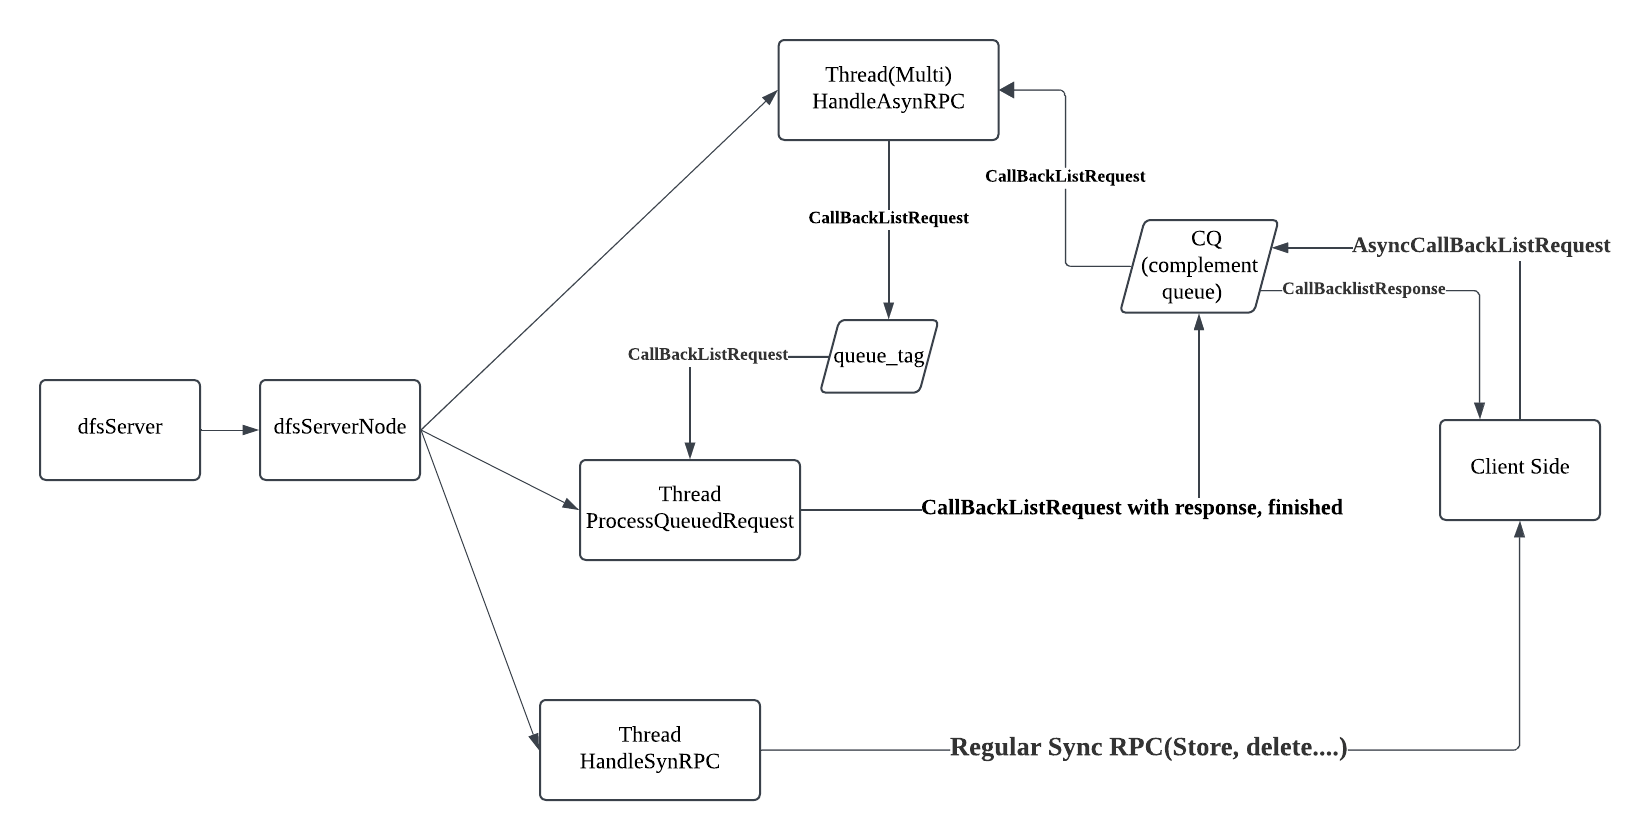 Thread(Multi)
HandleAsynRPC
CallBackListRequest
CallBackListRequest
CQ
(complement
queue)
AsyncCallBackListRequest
CallBacklistResponse
CallBackListRequest
queue_tag
dfsServer
dfsServerNode
Client Side
Thread
ProcessQueuedRequest
CallBackListRequest with response, finished
Thread
HandleSynRPC
Regular Sync RPC(Store, delete....)